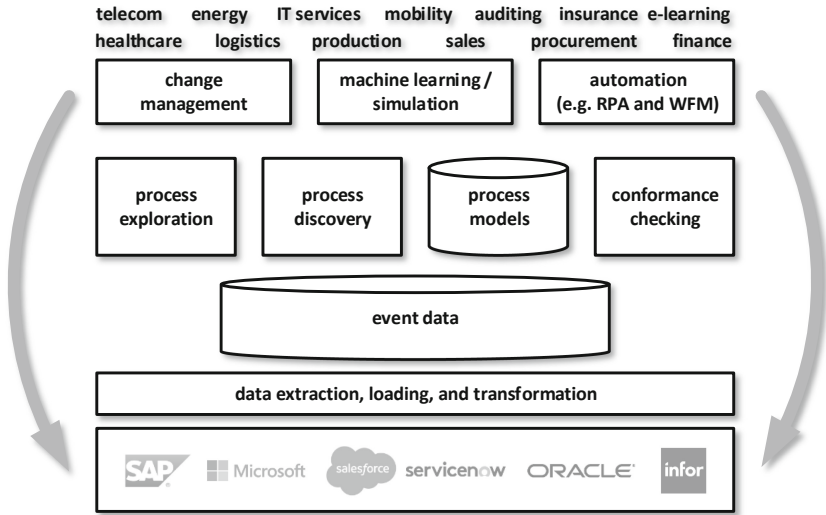 telecom energy IT services mobility auditing insurance e-learning
healthcare logistics production sales procurement finance
change
management
machine learning /
simulation
automation
(e.g. RPA and WFM)
process
exploration
process
discovery
process
models
conformance
checking
event data
data extraction, loading, and transformation
SAP
Microsoft
salesforce
servicenow
ORACLE
infor